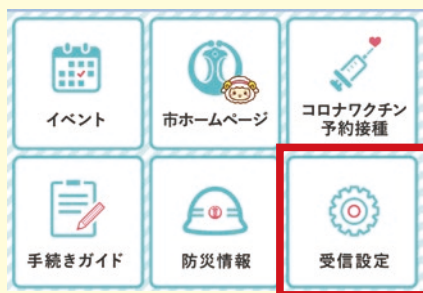 イベント
市ホームページ
コロナワクチン
予約接種
手続きガイド
防災情報
受信設定